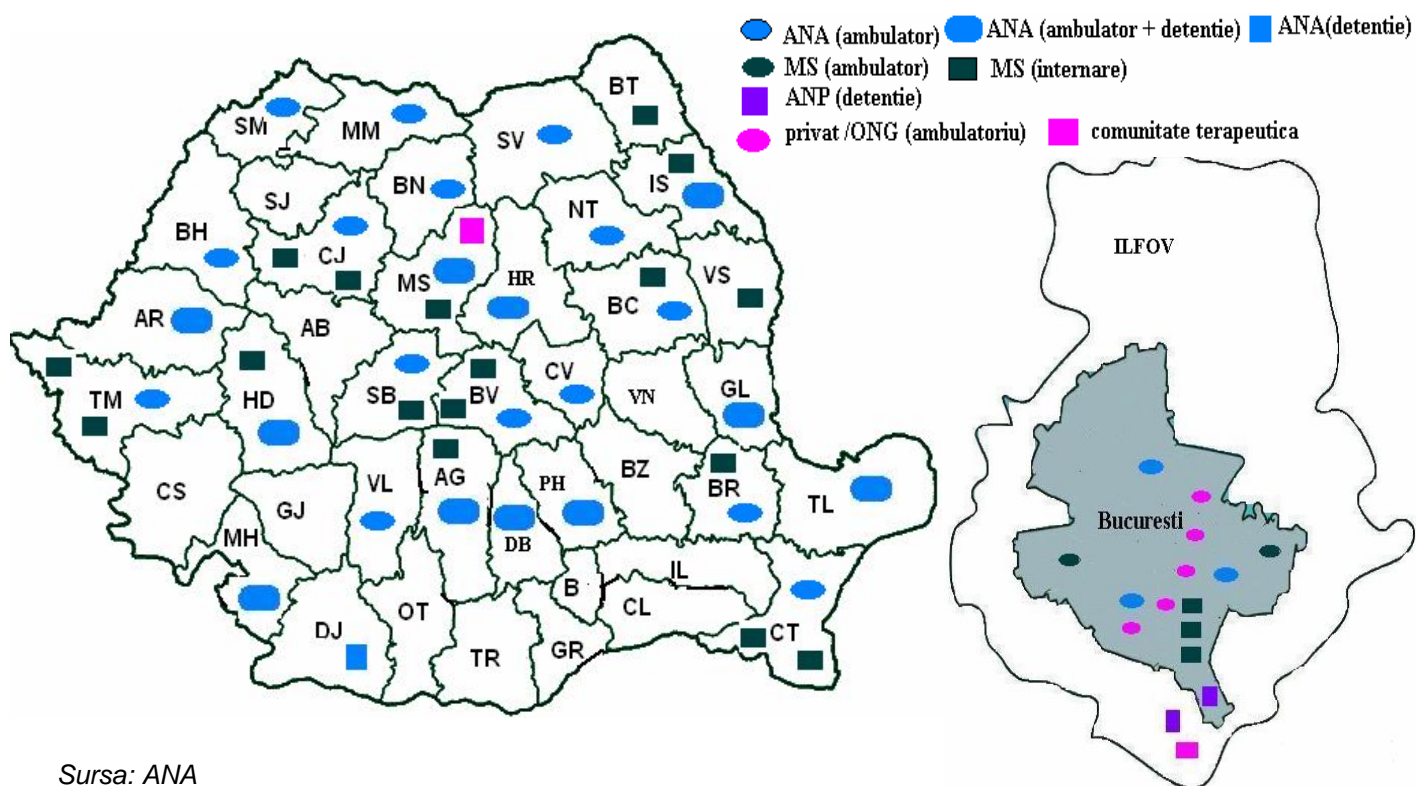 ANA (ambulator) ANA (ambulator + detentie) ANA(detentie)
MS (ambulator) MS (internare)
ANP (detentie)
privat /ONG (ambulatoriu) comunitate terapeutica
BT
SM
MM
SV
BN
IS
SJ
NT
BH
CJ
MS
HR
BC
VS
AR
AB
TM
HD
SB
BV
CV
VN
GL
CS
GJ
VL
AG
PH
BZ
BR
TL
MH
DB
B
IL
CL
DJ
OT
TR
GR
CT
ILFOV
Bucuresti
Sursa: ANA